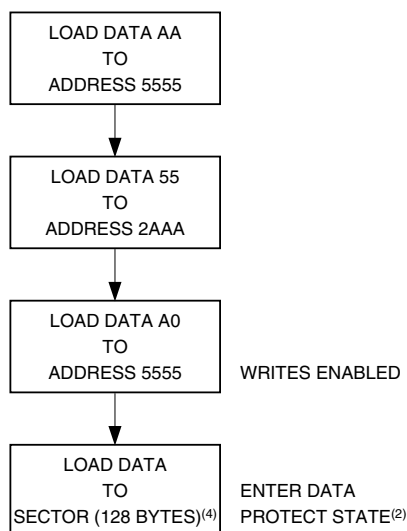 LOAD DATA AA
TO
ADDRESS 5555
LOAD DATA 55
TO
ADDRESS 2AAA
LOAD DATA A0
TO
ADDRESS 5555
WRITES ENABLED
LOAD DATA
TO
SECTOR (128 BYTES)(4)
ENTER DATA
PROTECT STATE(2)